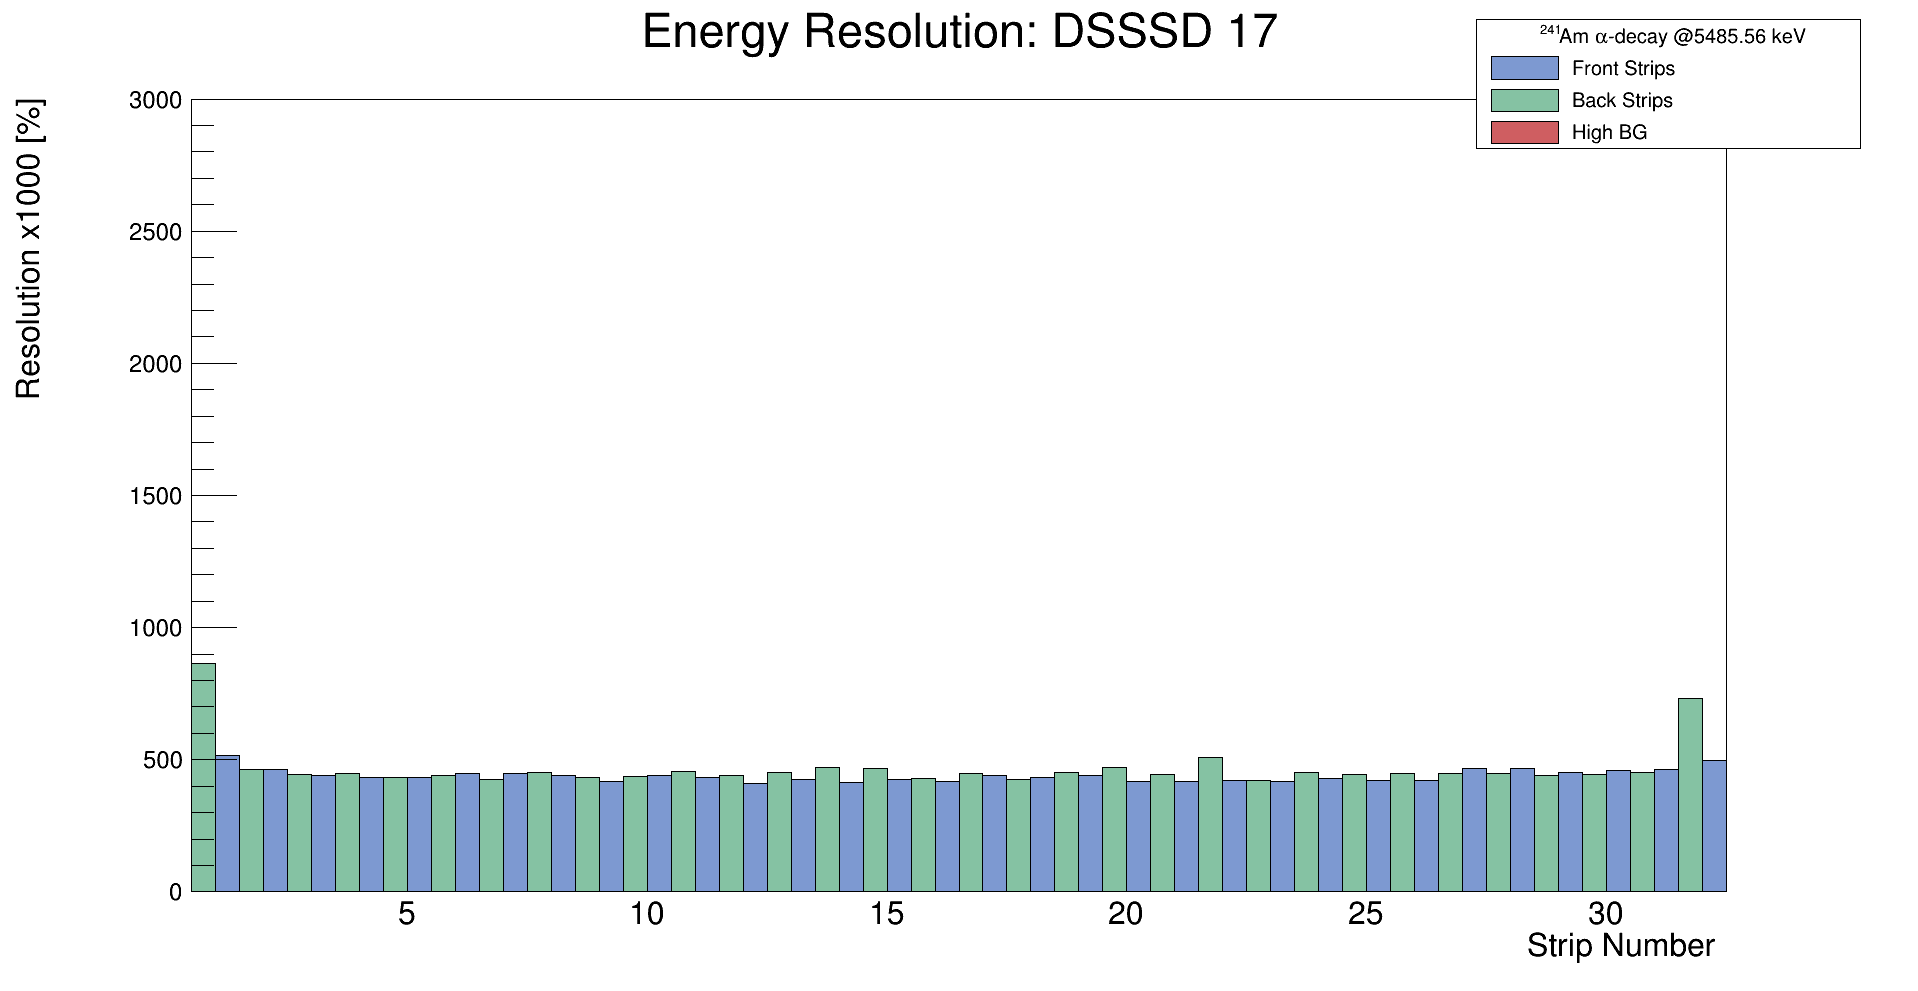 Energy Resolution: DSSSD 17
²⁴¹Am α-decay @5485.56 keV
Front Strips
Back Strips
High BG
Resolution x1000 [%]
3000
2500
2000
1500
1000
500
0
5 10 15 20 25 30
Strip Number